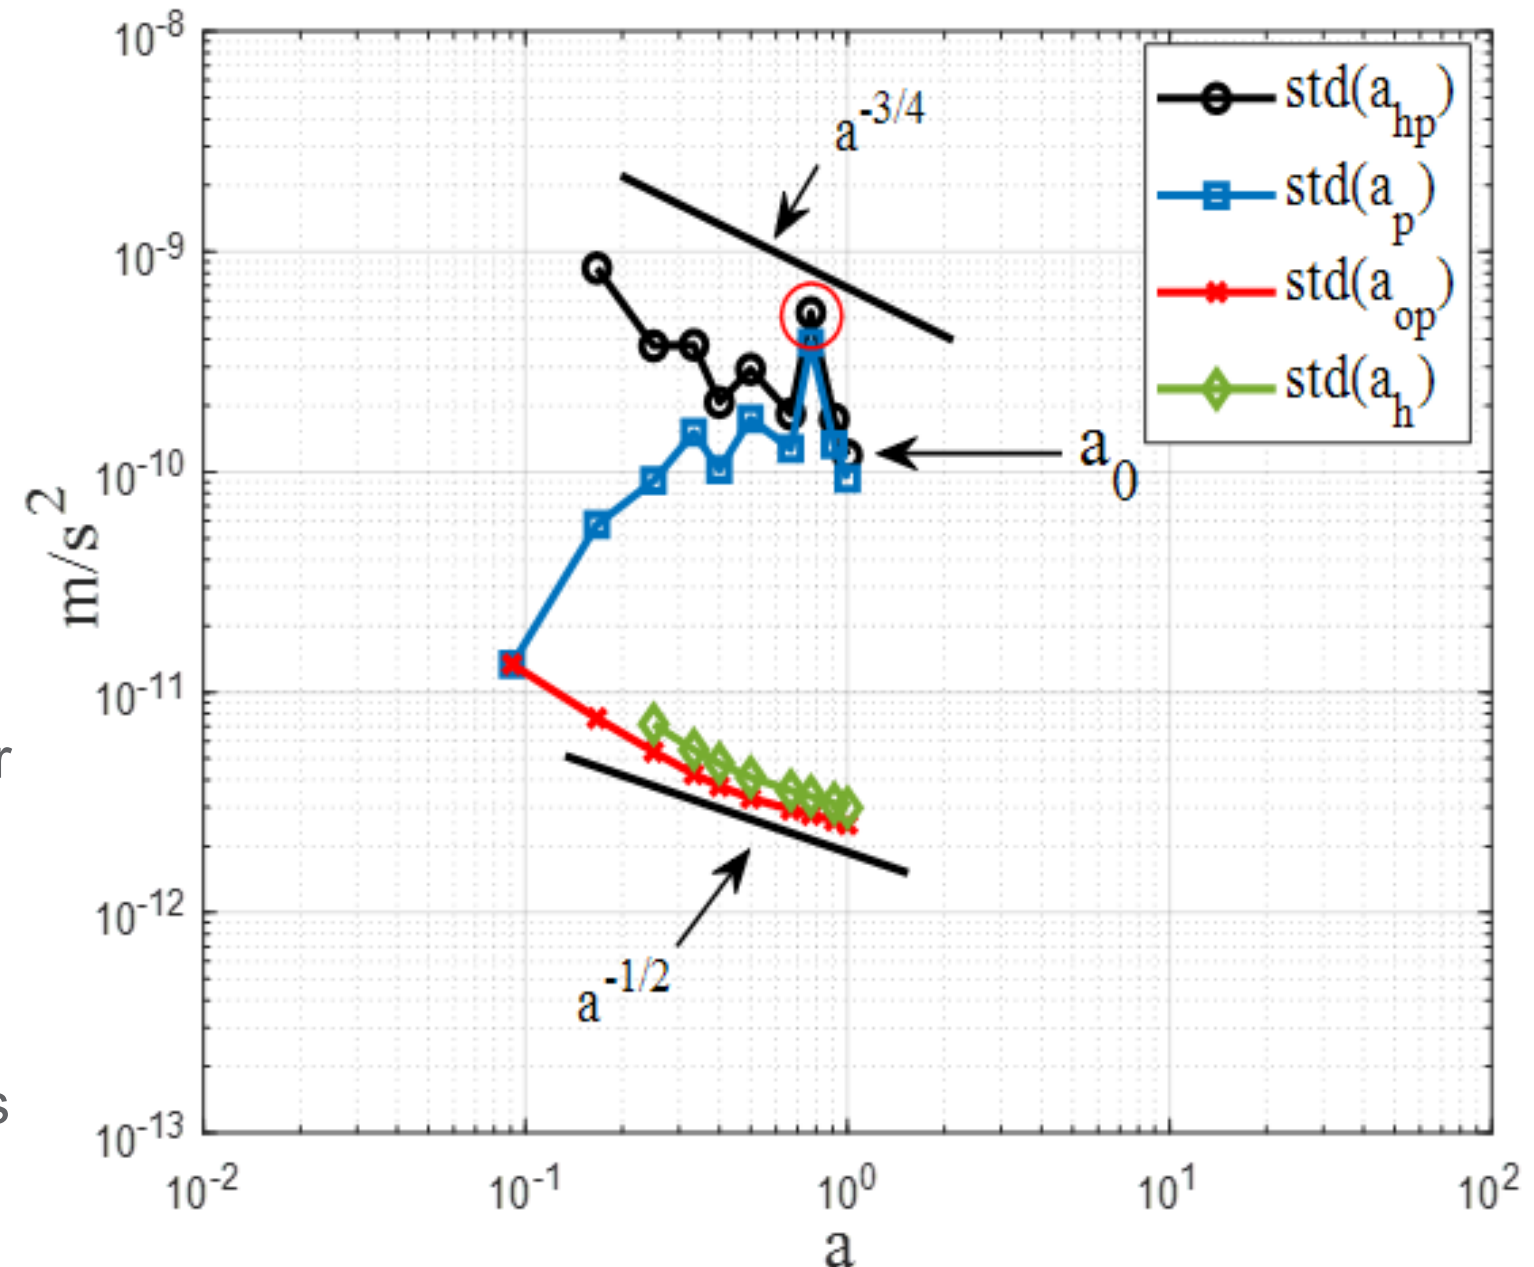 10^-8
10^-9
10^-10
10^-11
10^-12
10^-13
m/s^2
a^-3/4
std(a_hp)
std(a_p)
std(a_op)
std(a_h)
a_0
a^-1/2
r
s
10^-2
10^-1
10^0
10^1
10^2
a